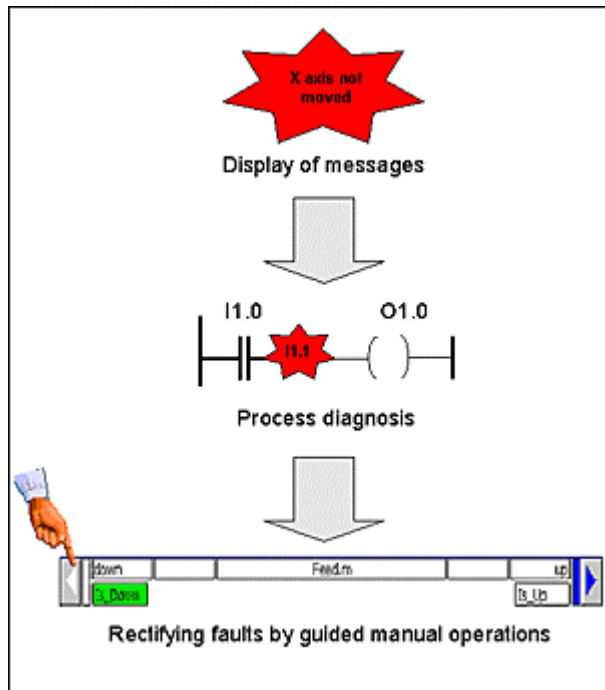 X axis not
moved
Display of messages
I1.0 O1.0
I1.1
Process diagnosis
down Feed.m up
Is_Down Is_Up
Rectifying faults by guided manual operations